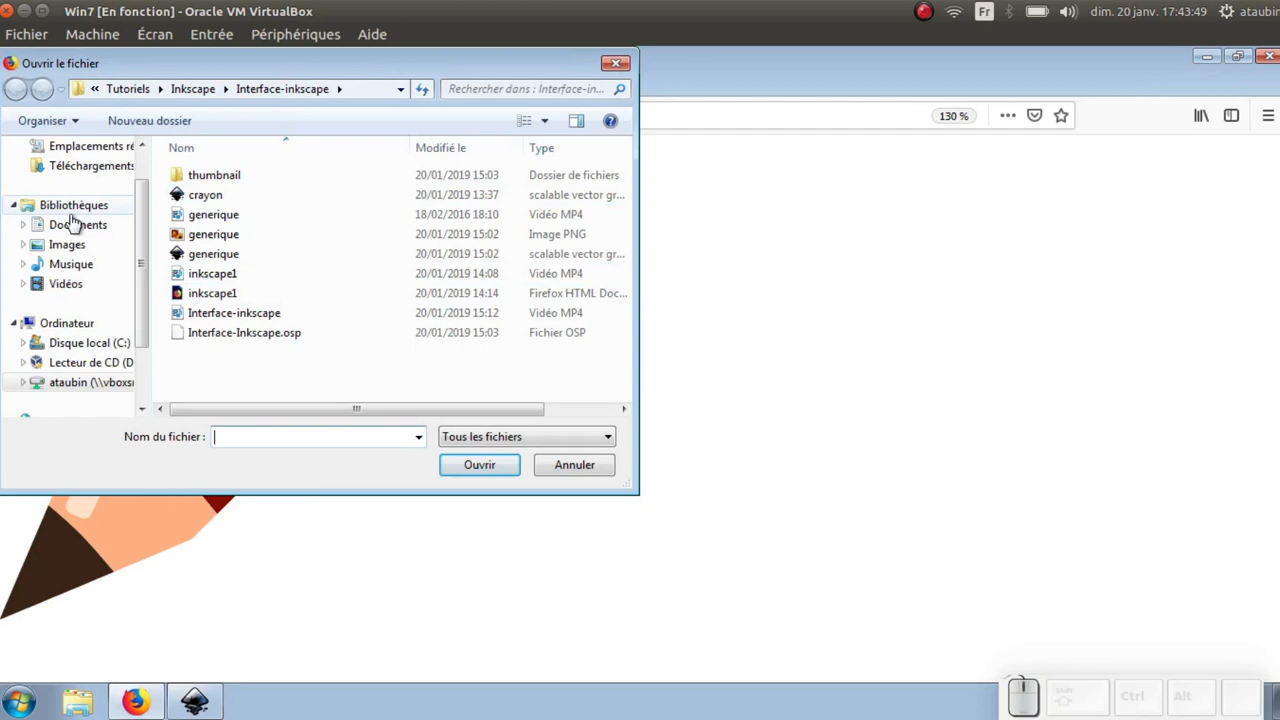 Win7 [En fonction] - Oracle VM VirtualBox
Fr
dim. 20 janv. 17:43:49
ataubin
Fichier Machine Écran Entrée Périphériques Aide
Ouvrir le fichier
« Tutoriels Inkscape Interface-inkscape
Rechercher dans : Interface-in...
130 %
Organiser
Nouveau dossier
Nom Modifié le Type
Emplacements ré
Téléchargements
Bibliothèques
Documents
Images
Musique
Vidéos
Ordinateur
Disque local (C:)
Lecteur de CD (D
ataubin (\\vboxsr
thumbnail 20/01/2019 15:03 Dossier de fichiers
crayon 20/01/2019 13:37 scalable vector gr...
generique 18/02/2016 18:10 Vidéo MP4
generique 20/01/2019 15:02 Image PNG
generique 20/01/2019 15:02 scalable vector gr...
inkscape1 20/01/2019 14:08 Vidéo MP4
inkscape1 20/01/2019 14:14 Firefox HTML Doc...
Interface-inkscape 20/01/2019 15:12 Vidéo MP4
Interface-Inkscape.osp 20/01/2019 15:03 Fichier OSP
Nom du fichier :
Tous les fichiers
Ouvrir Annuler
Shift Ctrl Alt